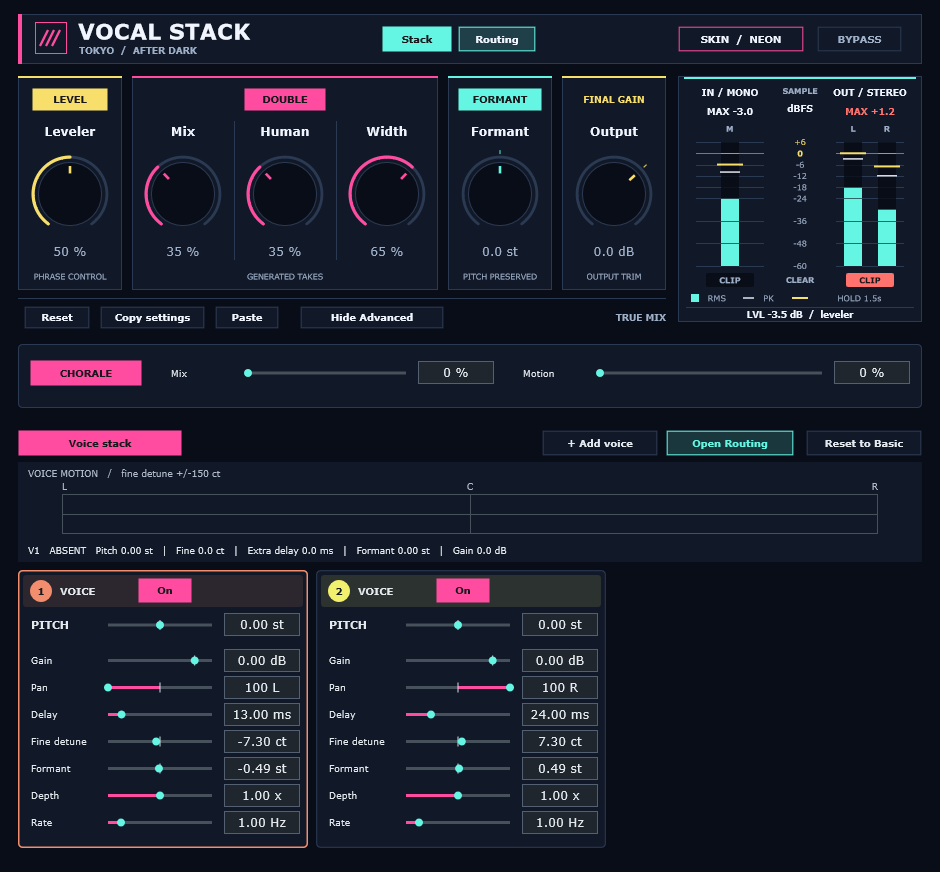 VOCAL STACK
TOKYO / AFTER DARK
Stack
Routing
SKIN / NEON
BYPASS
LEVEL
DOUBLE
FORMANT
FINAL GAIN
Leveler
Mix
Human
Width
Formant
Output
50 %
35 %
35 %
65 %
0.0 st
0.0 dB
PHRASE CONTROL
GENERATED TAKES
PITCH PRESERVED
OUTPUT TRIM
IN / MONO
SAMPLE
OUT / STEREO
MAX -3.0
dBFS
MAX +1.2
M
L
R
+6
0
-6
-12
-18
-24
-36
-48
-60
CLIP
CLEAR
CLIP
RMS
PK
HOLD 1.5s
LVL -3.5 dB / leveler
Reset
Copy settings
Paste
Hide Advanced
TRUE MIX
CHORALE
Mix
0 %
Motion
0 %
Voice stack
+ Add voice
Open Routing
Reset to Basic
VOICE MOTION / fine detune +/-150 ct
L
C
R
V1 ABSENT Pitch 0.00 st | Fine 0.0 ct | Extra delay 0.0 ms | Formant 0.00 st | Gain 0.0 dB
1 VOICE On
PITCH 0.00 st
Gain 0.00 dB
Pan 100 L
Delay 13.00 ms
Fine detune -7.30 ct
Formant -0.49 st
Depth 1.00 x
Rate 1.00 Hz
2 VOICE On
PITCH 0.00 st
Gain 0.00 dB
Pan 100 R
Delay 24.00 ms
Fine detune 7.30 ct
Formant 0.49 st
Depth 1.00 x
Rate 1.00 Hz